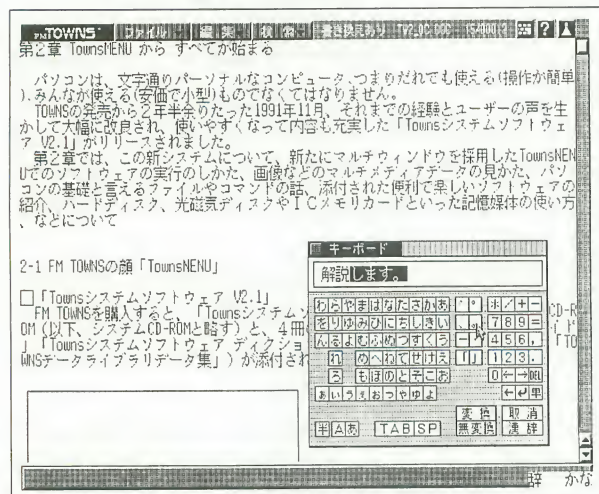 TOWNS ファイル 編集 ?
第2章 TownsMENU から すべてが始まる
パソコンは、文字通りパーソナルなコンピュータ、つまりだれでも使える(操作が簡単
)、みんなが使える(安価で小型)ものでなくてはなりません。
TOWNSの発売から2年半余りたった1991年11月、それまでの経験とユーザーの声を生
かして大幅に改良され、使いやすくなって内容も充実した「Townsシステムソフトウェ
ア V2.1」がリリースされました。
第2章では、この新システムについて、新たにマルチウィンドウを採用したTownsMEN
Uでのソフトウェアの実行のしかた、画像などのマルチメディアデータの見かた、パソ
コンの基礎と言えるファイルやコマンドの話、添付された便利で楽しいソフトウェアの
紹介、ハードディスク、光磁気ディスクやICメモリカードといった記憶媒体の使い方
、などについて
2-1 FM TOWNSの顔「TownsMENU」
□「Townsシステムソフトウェア V2.1」
FM TOWNSを購入すると、「Townsシステムソ CD-R
OM(以下、システムCD-ROMと略す)と、4冊
」「Townsシステムソフトウェア ディクショ 「TO
WNSデータライブラリデータ集」)が添付され
キーボード
解説します。
わらやまはなたさかあ ゛゜ ※/+-
をりゆみひにちしきい 、。 789=
んるよむふぬつすくう ー・ 456,
れ めへねてせけえ 「」 123.
ろ もほのとそこお 0←→DEL
ぁぃぅぇぉっゃゅょ ←↵
変換 取消
半 Aあ TAB SP 無変換 漢辞
辞 かな